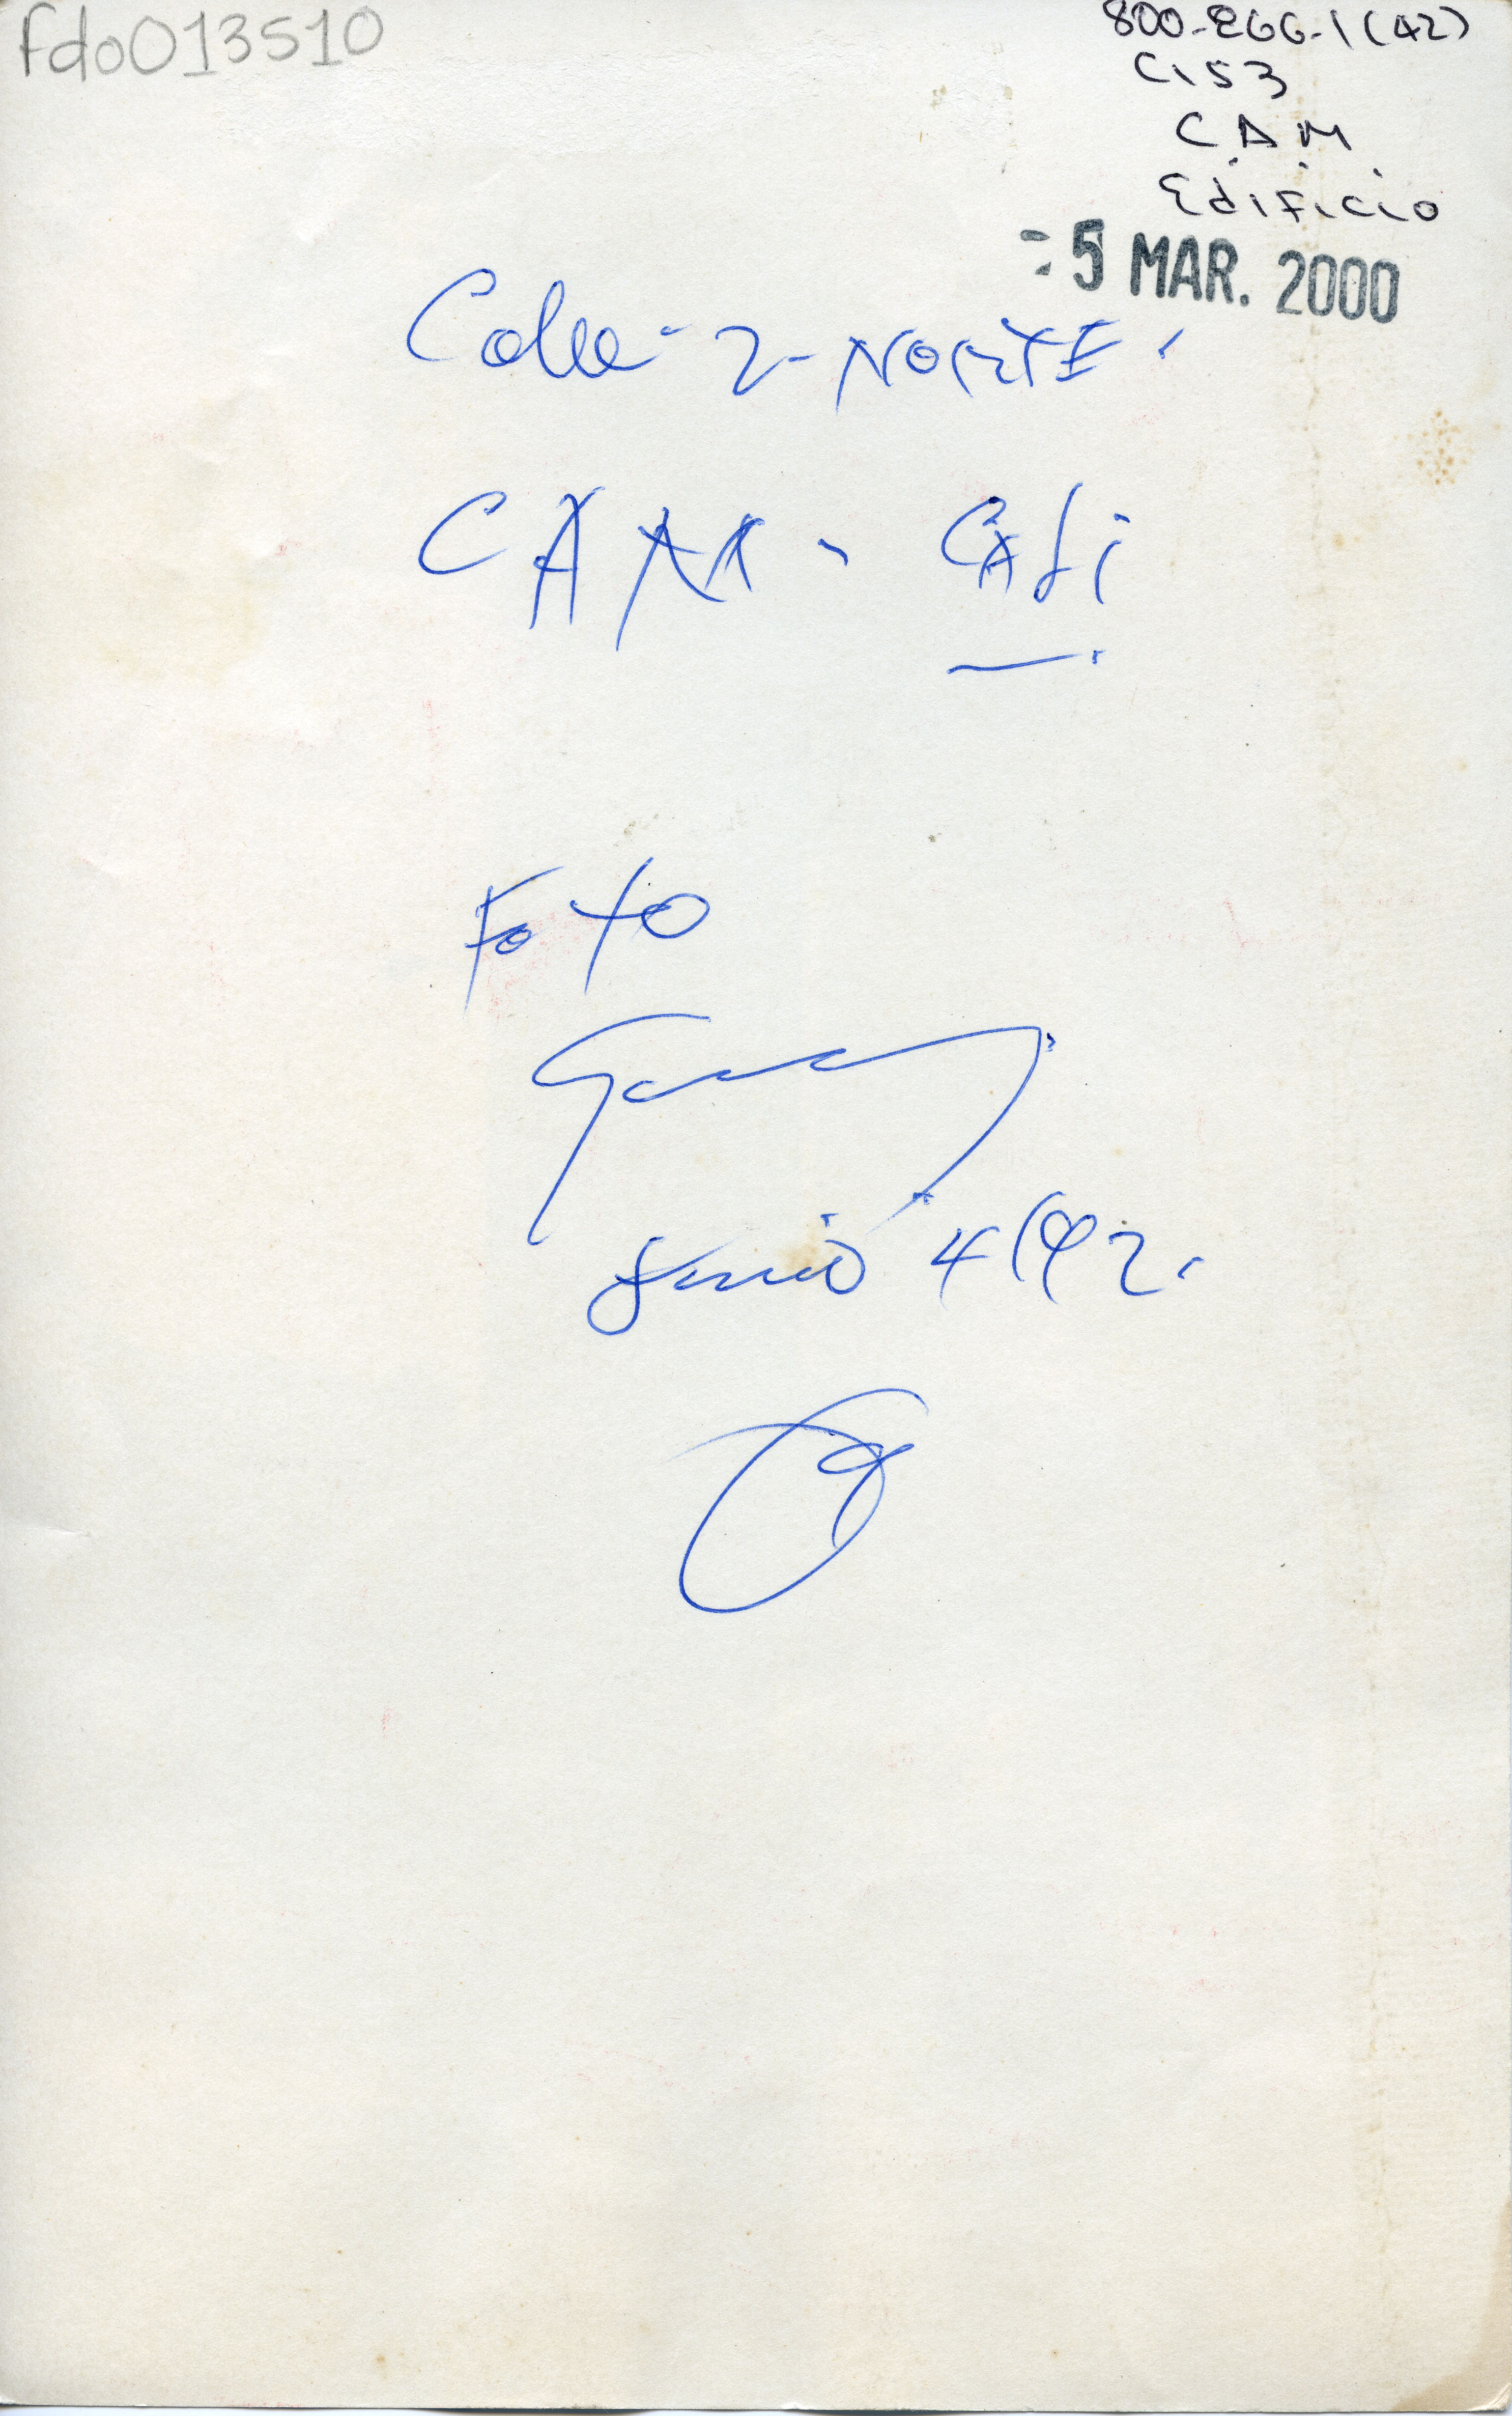 fdo013510
800-266-1(42)
C153
C.A.M.
Edificio
-5 MAR. 2000
Calle-2-NORTE.
CAM. CALI
Foto
Junio 4/92.